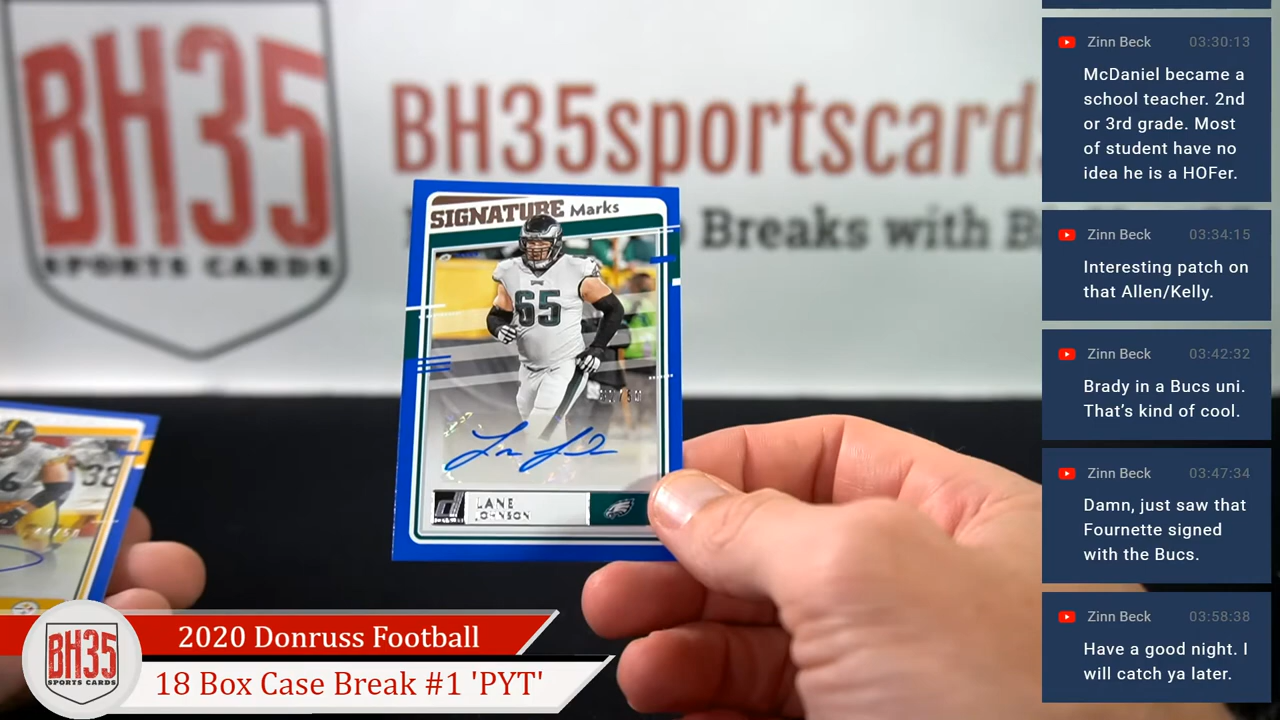 BH35
SPORTS CARDS
BH35sportscards
Breaks with B
SIGNATURE Marks
65
LANE
JOHNSON
38
BH35
SPORTS CARDS
2020 Donruss Football
18 Box Case Break #1 'PYT'
Zinn Beck 03:30:13
McDaniel became a
school teacher. 2nd
or 3rd grade. Most
of student have no
idea he is a HOFer.
Zinn Beck 03:34:15
Interesting patch on
that Allen/Kelly.
Zinn Beck 03:42:32
Brady in a Bucs uni.
That's kind of cool.
Zinn Beck 03:47:34
Damn, just saw that
Fournette signed
with the Bucs.
Zinn Beck 03:58:38
Have a good night. I
will catch ya later.